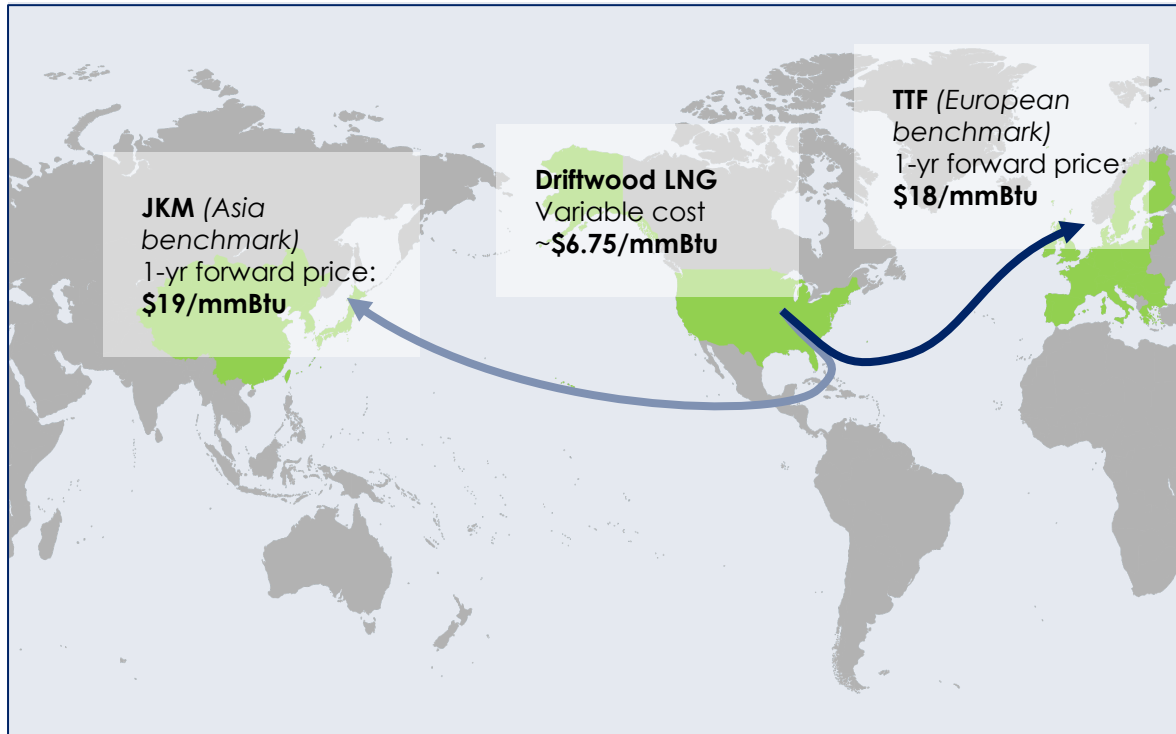 JKM (Asia
benchmark)
1-yr forward price:
$19/mmBtu
Driftwood LNG
Variable cost
~$6.75/mmBtu
TTF (European
benchmark)
1-yr forward price:
$18/mmBtu